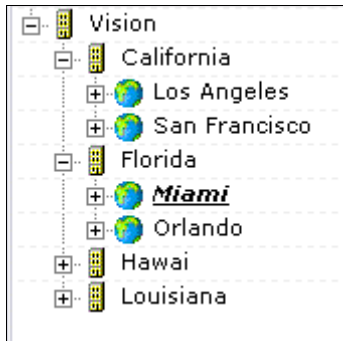 Vision
California
Los Angeles
San Francisco
Florida
Miami
Orlando
Hawai
Louisiana